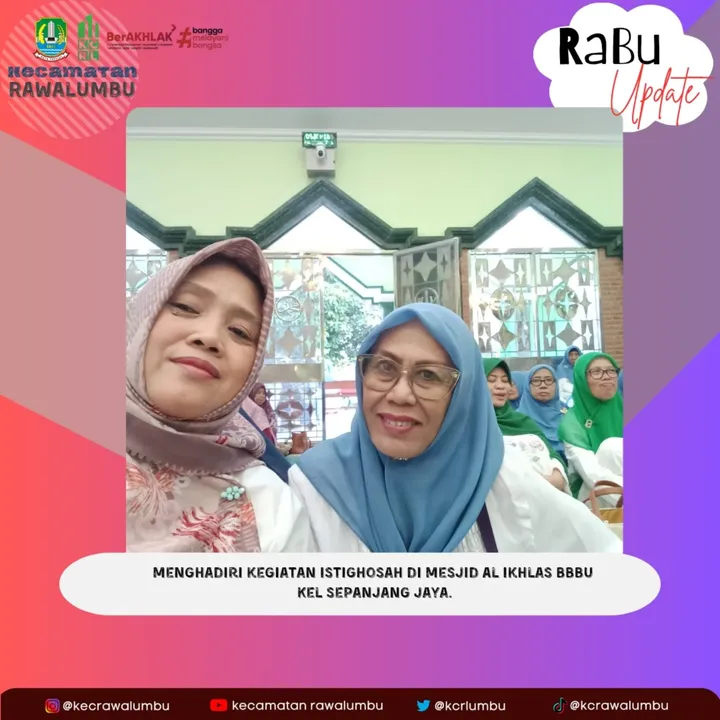 BerAKHLAK
#bangga
melayani
bangsa
Kecamatan
RAWALUMBU
RaBu
Update
MENGHADIRI KEGIATAN ISTIGHOSAH DI MESJID AL IKHLAS BBBU
KEL SEPANJANG JAYA.
@kecrawalumbu
kecamatan rawalumbu
@kcrlumbu
@kcrawalumbu